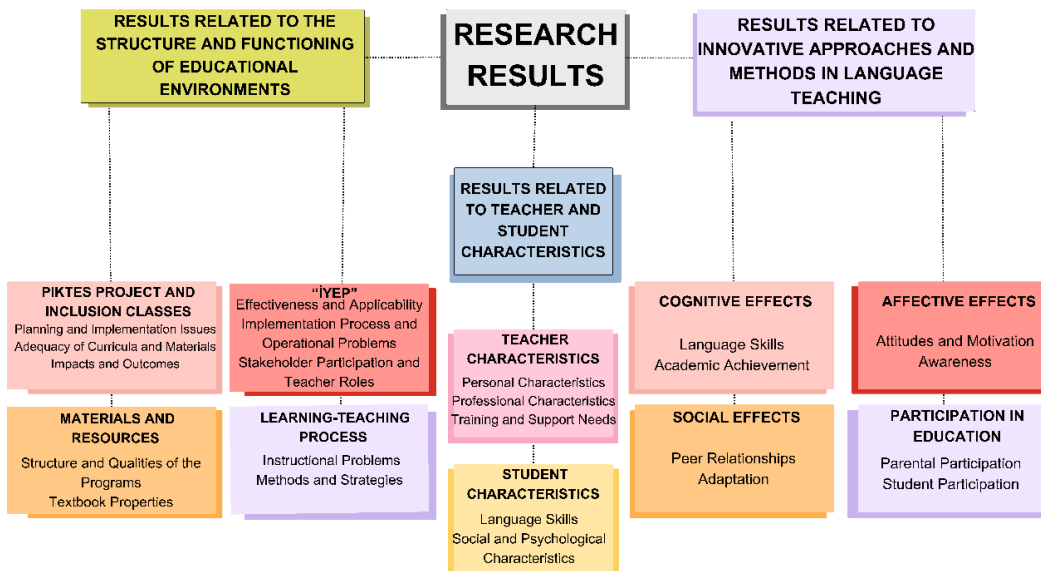 RESULTS RELATED TO THE
STRUCTURE AND FUNCTIONING
OF EDUCATIONAL
ENVIRONMENTS
RESEARCH
RESULTS
RESULTS RELATED TO
INNOVATIVE APPROACHES AND
METHODS IN LANGUAGE
TEACHING
RESULTS RELATED
TO TEACHER AND
STUDENT
CHARACTERISTICS
PIKTES PROJECT AND
INCLUSION CLASSES
Planning and Implementation Issues
Adequacy of Curricula and Materials
Impacts and Outcomes
"İYEP"
Effectiveness and Applicability
Implementation Process and
Operational Problems
Stakeholder Participation and
Teacher Roles
MATERIALS AND
RESOURCES
Structure and Qualities of the
Programs
Textbook Properties
LEARNING-TEACHING
PROCESS
Instructional Problems
Methods and Strategies
TEACHER
CHARACTERISTICS
Personal Characteristics
Professional Characteristics
Training and Support Needs
STUDENT
CHARACTERISTICS
Language Skills
Social and Psychological
Characteristics
COGNITIVE EFFECTS
Language Skills
Academic Achievement
AFFECTIVE EFFECTS
Attitudes and Motivation
Awareness
SOCIAL EFFECTS
Peer Relationships
Adaptation
PARTICIPATION IN
EDUCATION
Parental Participation
Student Participation